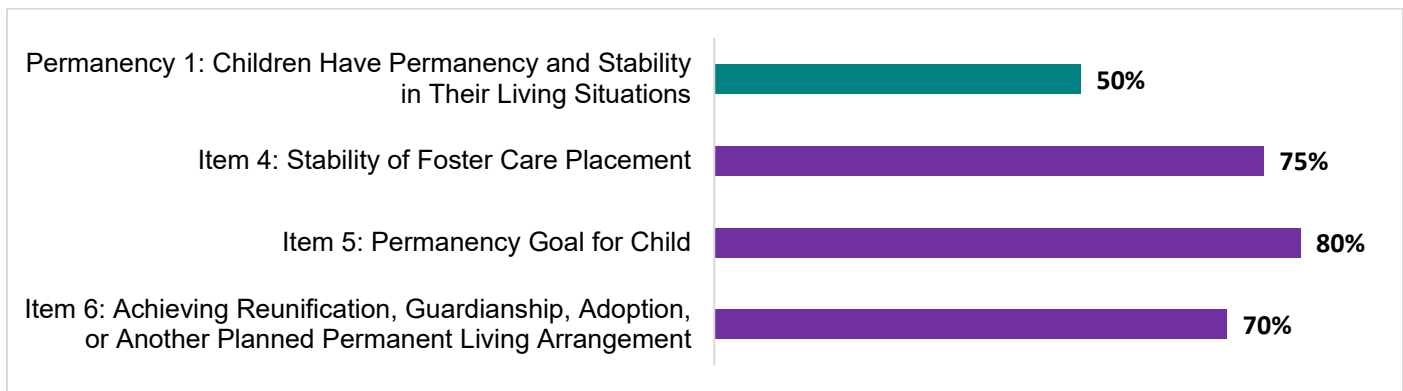 Permanency 1: Children Have Permanency and Stability
in Their Living Situations
50%
Item 4: Stability of Foster Care Placement
75%
Item 5: Permanency Goal for Child
80%
Item 6: Achieving Reunification, Guardianship, Adoption,
or Another Planned Permanent Living Arrangement
70%